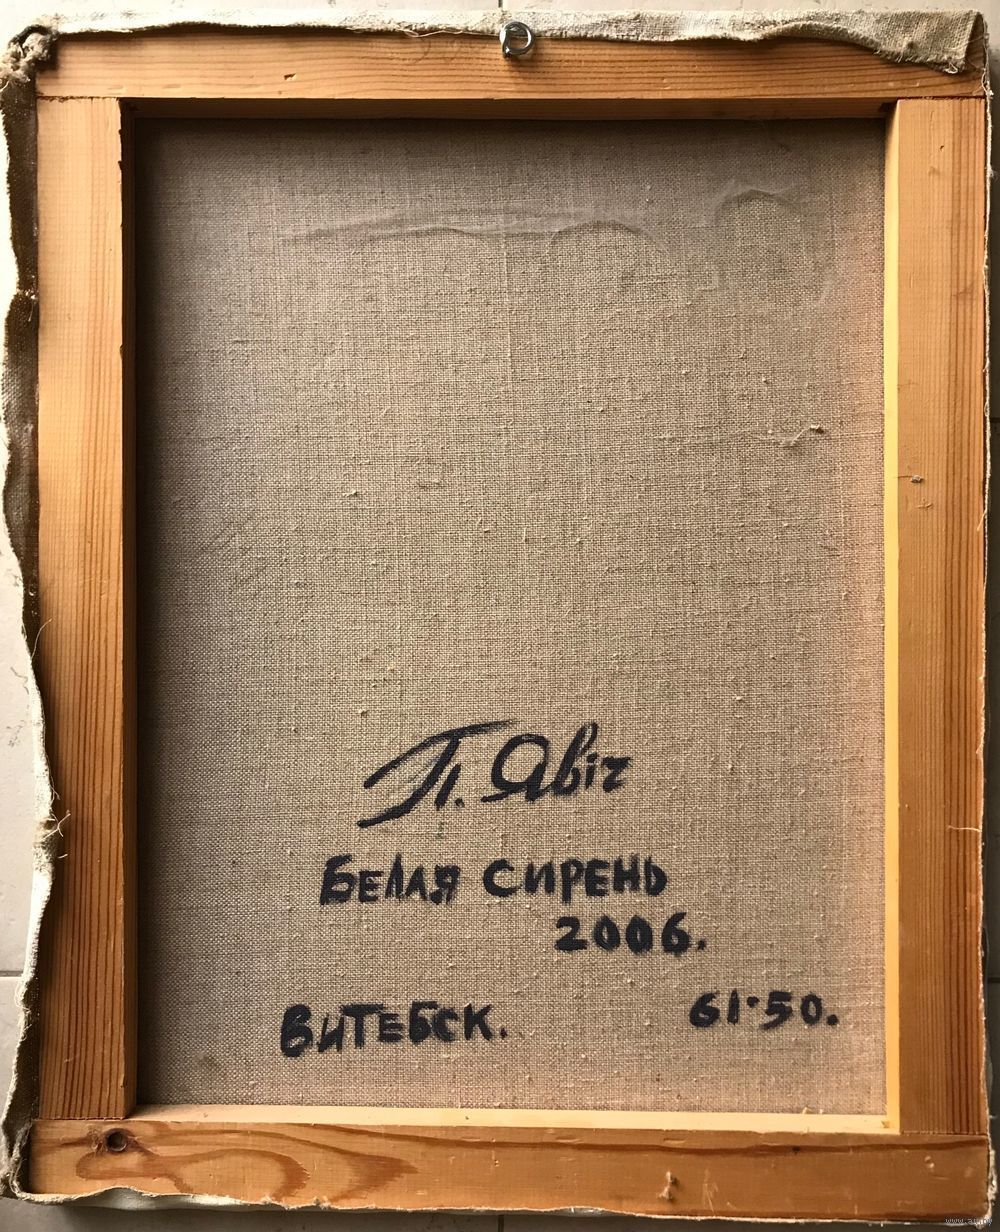 П. Явіч
БЕЛАЯ СИРЕНЬ
2006.
ВИТЕБСК. 61·50.